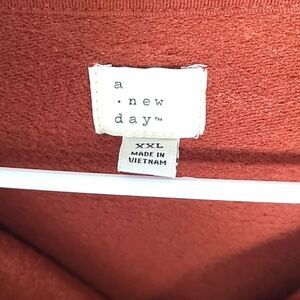 a
· new
day™
XXL
MADE IN
VIETNAM